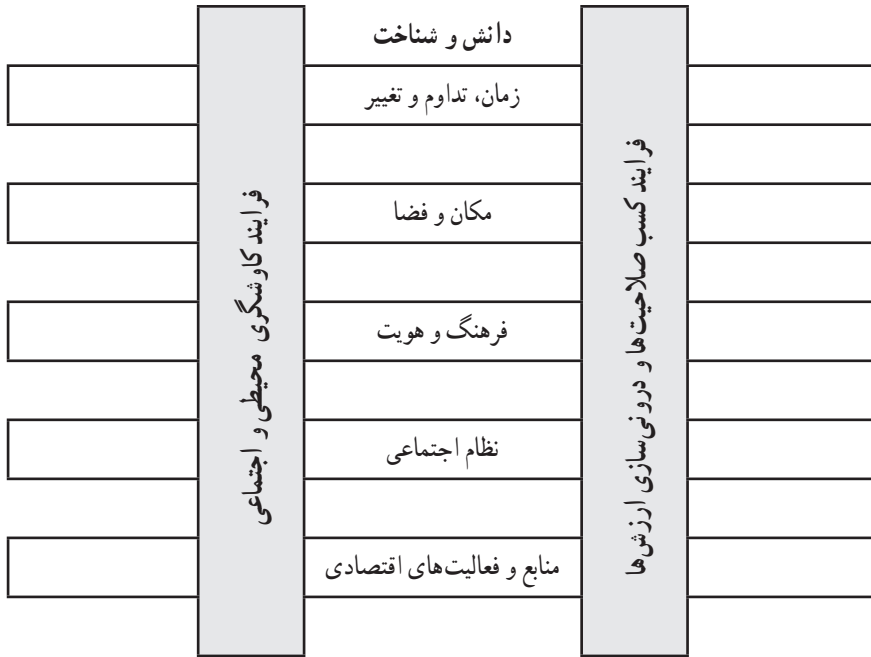 دانش و شناخت
زمان، تداوم و تغییر
مکان و فضا
فرهنگ و هویت
نظام اجتماعی
منابع و فعالیت‌های اقتصادی
فرایند کسب صلاحیت‌ها و درونی‌سازی ارزش‌ها
فرایند کاوشگری محیطی و اجتماعی